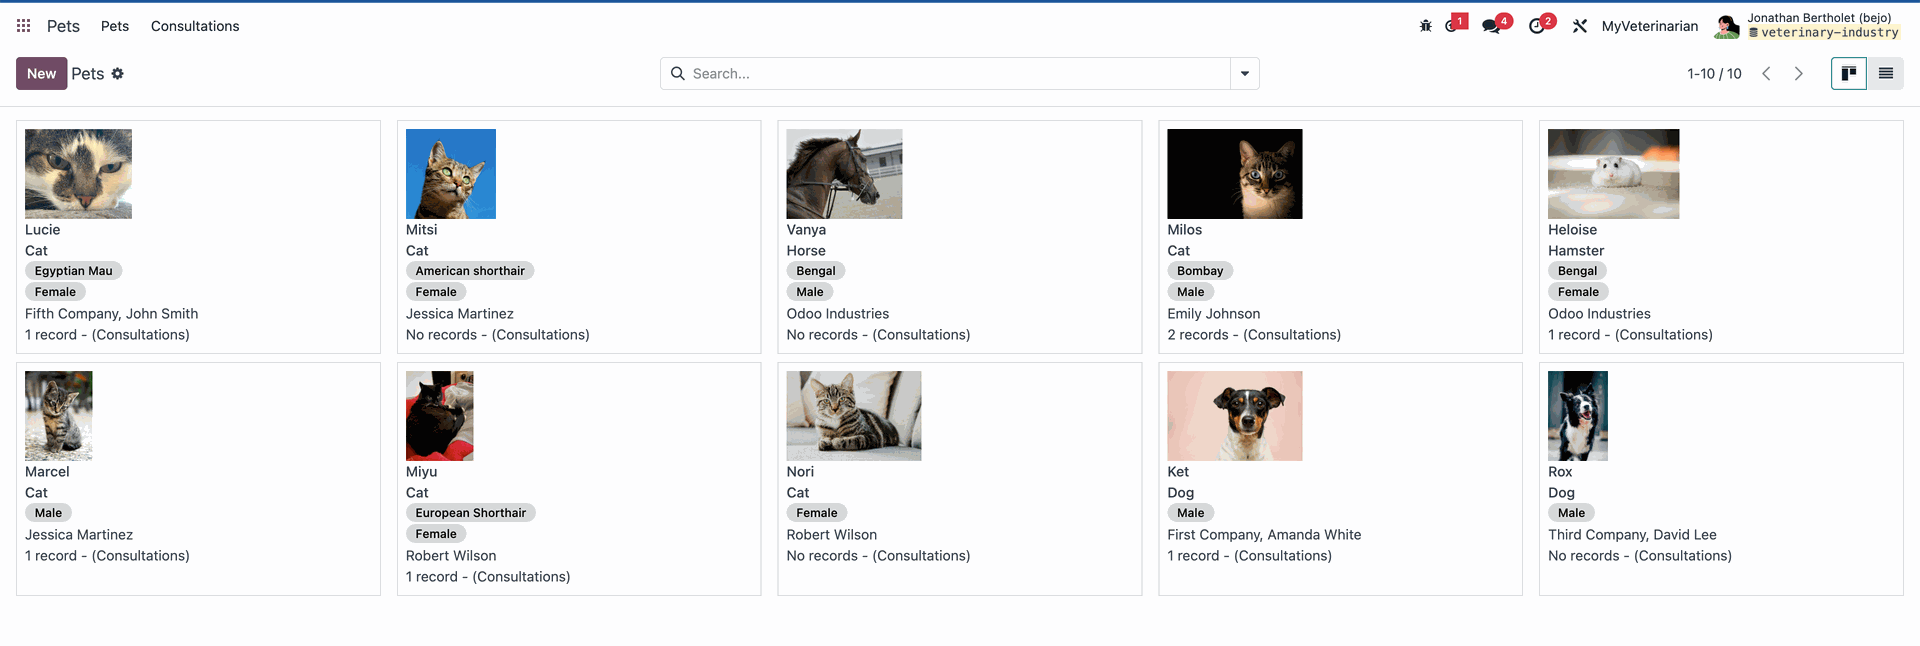 Pets Pets Consultations 1 4 2 MyVeterinarian Jonathan Bertholet (bejo)
veterinary-industry
New Pets Search... 1-10 / 10
Lucie
Cat
Egyptian Mau
Female
Fifth Company, John Smith
1 record - (Consultations)
Mitsi
Cat
American shorthair
Female
Jessica Martinez
No records - (Consultations)
Vanya
Horse
Bengal
Male
Odoo Industries
No records - (Consultations)
Milos
Cat
Bombay
Male
Emily Johnson
2 records - (Consultations)
Heloise
Hamster
Bengal
Female
Odoo Industries
1 record - (Consultations)
Marcel
Cat
Male
Jessica Martinez
1 record - (Consultations)
Miyu
Cat
European Shorthair
Female
Robert Wilson
1 record - (Consultations)
Nori
Cat
Female
Robert Wilson
No records - (Consultations)
Ket
Dog
Male
First Company, Amanda White
1 record - (Consultations)
Rox
Dog
Male
Third Company, David Lee
No records - (Consultations)